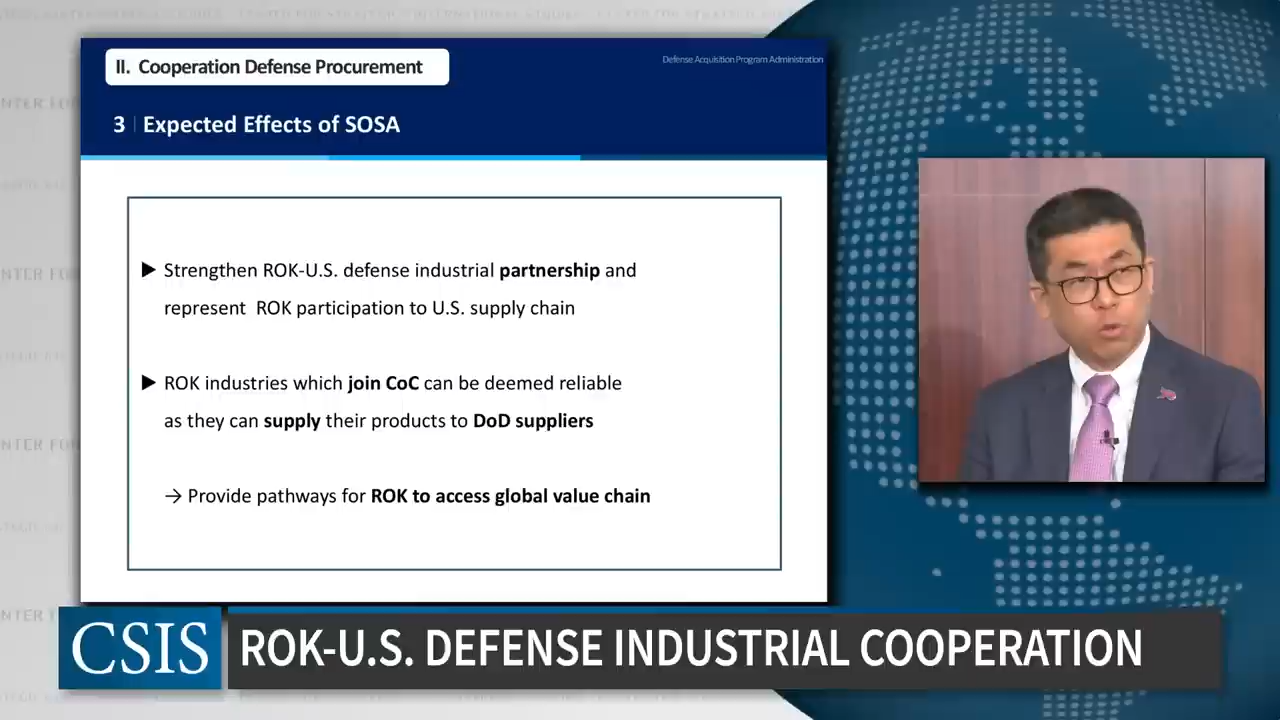 II. Cooperation Defense Procurement
Defense Acquisition Program Administration
3 | Expected Effects of SOSA
▶ Strengthen ROK-U.S. defense industrial partnership and
represent ROK participation to U.S. supply chain
▶ ROK industries which join CoC can be deemed reliable
as they can supply their products to DoD suppliers
→ Provide pathways for ROK to access global value chain
CSIS
ROK-U.S. DEFENSE INDUSTRIAL COOPERATION